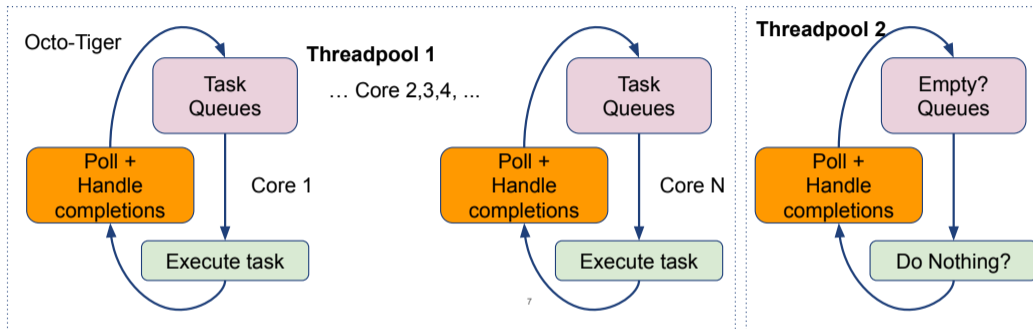 Octo-Tiger
Threadpool 1
… Core 2,3,4, ...
Task
Queues
Poll +
Handle
completions
Core 1
Execute task
Task
Queues
Poll +
Handle
completions
Core N
Execute task
7
Threadpool 2
Empty?
Queues
Poll +
Handle
completions
Do Nothing?